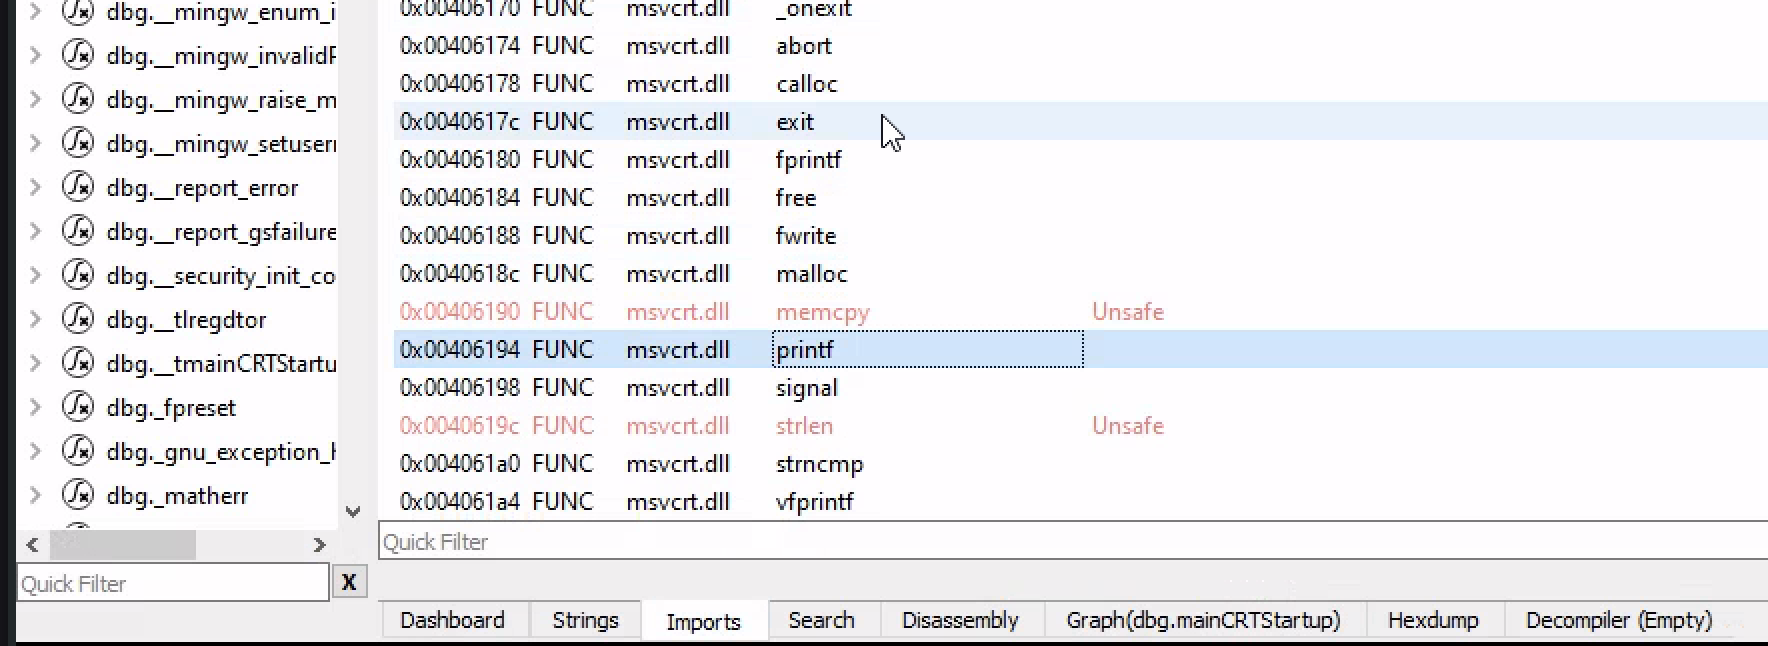 dbg.__mingw_enum_i
dbg.__mingw_invalidP
dbg.__mingw_raise_m
dbg.__mingw_setuserr
dbg.__report_error
dbg.__report_gsfailure
dbg.__security_init_co
dbg.__tlregdtor
dbg.__tmainCRTStartu
dbg._fpreset
dbg._gnu_exception_h
dbg._matherr
Quick Filter X
0x00406170 FUNC msvcrt.dll _onexit
0x00406174 FUNC msvcrt.dll abort
0x00406178 FUNC msvcrt.dll calloc
0x0040617c FUNC msvcrt.dll exit
0x00406180 FUNC msvcrt.dll fprintf
0x00406184 FUNC msvcrt.dll free
0x00406188 FUNC msvcrt.dll fwrite
0x0040618c FUNC msvcrt.dll malloc
0x00406190 FUNC msvcrt.dll memcpy Unsafe
0x00406194 FUNC msvcrt.dll printf
0x00406198 FUNC msvcrt.dll signal
0x0040619c FUNC msvcrt.dll strlen Unsafe
0x004061a0 FUNC msvcrt.dll strncmp
0x004061a4 FUNC msvcrt.dll vfprintf
Quick Filter
Dashboard Strings Imports Search Disassembly Graph(dbg.mainCRTStartup) Hexdump Decompiler (Empty)